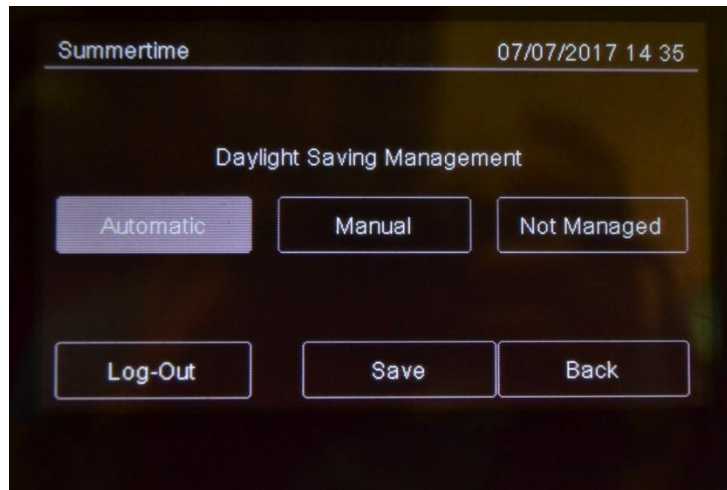 Summertime 07/07/2017 14 35
Daylight Saving Management
Automatic Manual Not Managed
Log-Out Save Back